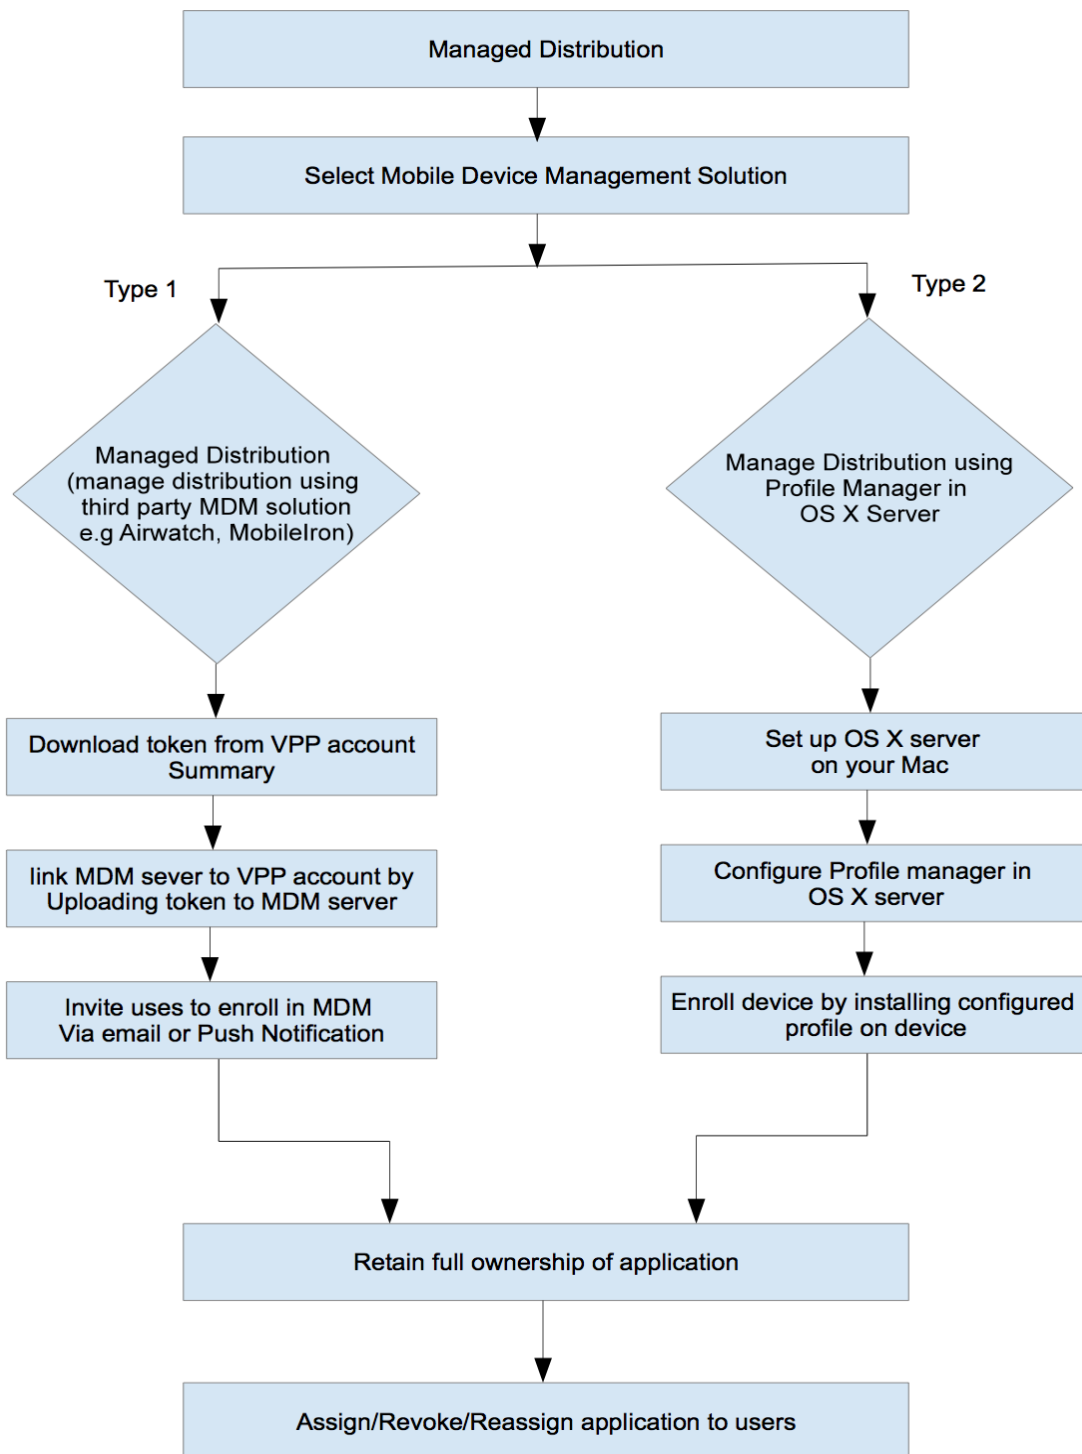 Managed Distribution
Select Mobile Device Management Solution
Type 1
Type 2
Managed Distribution
(manage distribution using
third party MDM solution
e.g Airwatch, MobileIron)
Manage Distribution using
Profile Manager in
OS X Server
Download token from VPP account
Summary
Set up OS X server
on your Mac
link MDM sever to VPP account by
Uploading token to MDM server
Configure Profile manager in
OS X server
Invite uses to enroll in MDM
Via email or Push Notification
Enroll device by installing configured
profile on device
Retain full ownership of application
Assign/Revoke/Reassign application to users